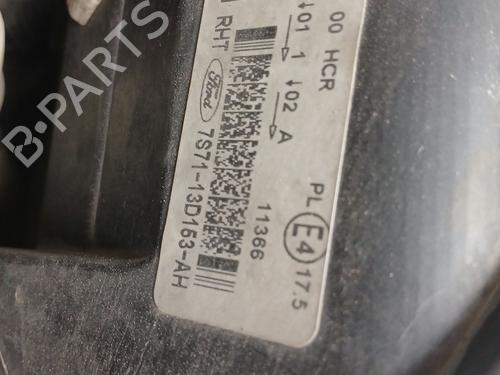 00 HCR
↓01 1 ↓02 A
PL E4 17.5
RHT
Ford
7S71-13D153-AH
11366
B-PARTS